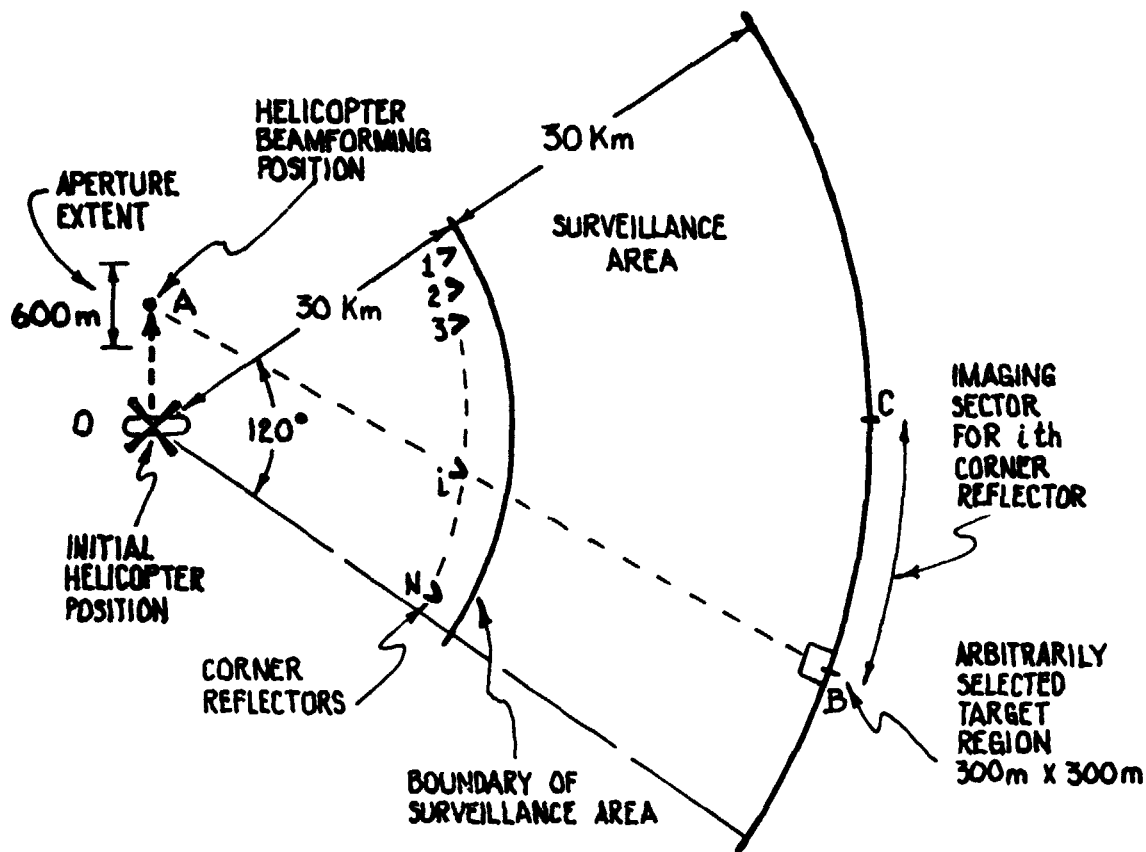 HELICOPTER
BEAMFORMING
POSITION
APERTURE
EXTENT
600m
A
30 Km
30 Km
SURVEILLANCE
AREA
1
2
3
i
N
O
120°
INITIAL
HELICOPTER
POSITION
CORNER
REFLECTORS
BOUNDARY OF
SURVEILLANCE AREA
C
IMAGING
SECTOR
FOR ith
CORNER
REFLECTOR
B
ARBITRARILY
SELECTED
TARGET
REGION
300m X 300m